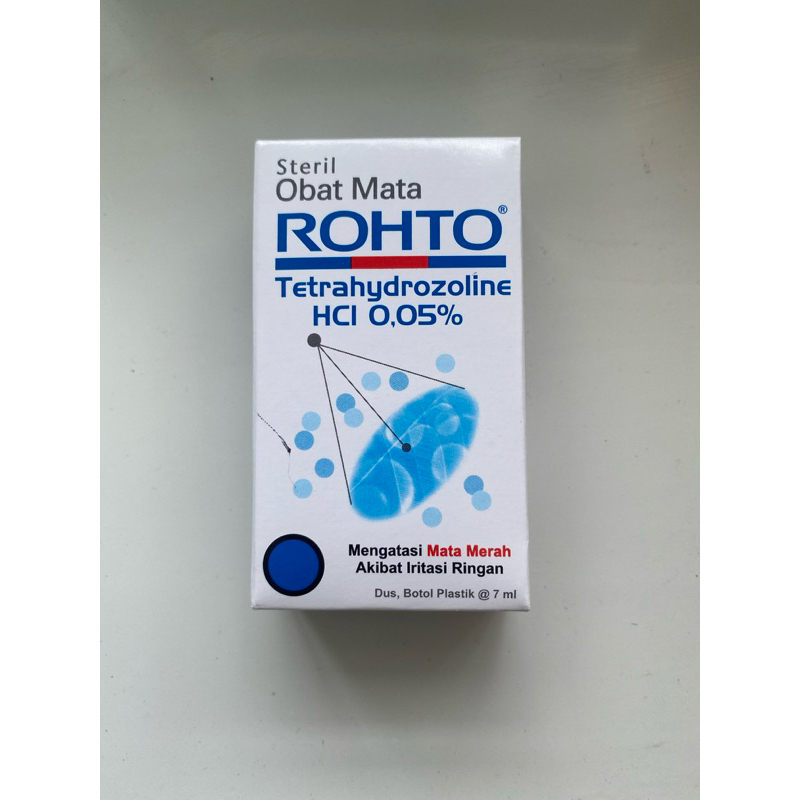 Steril
Obat Mata
ROHTO®
Tetrahydrozoline
HCl 0,05%
Mengatasi Mata Merah
Akibat Iritasi Ringan
Dus, Botol Plastik @ 7 ml